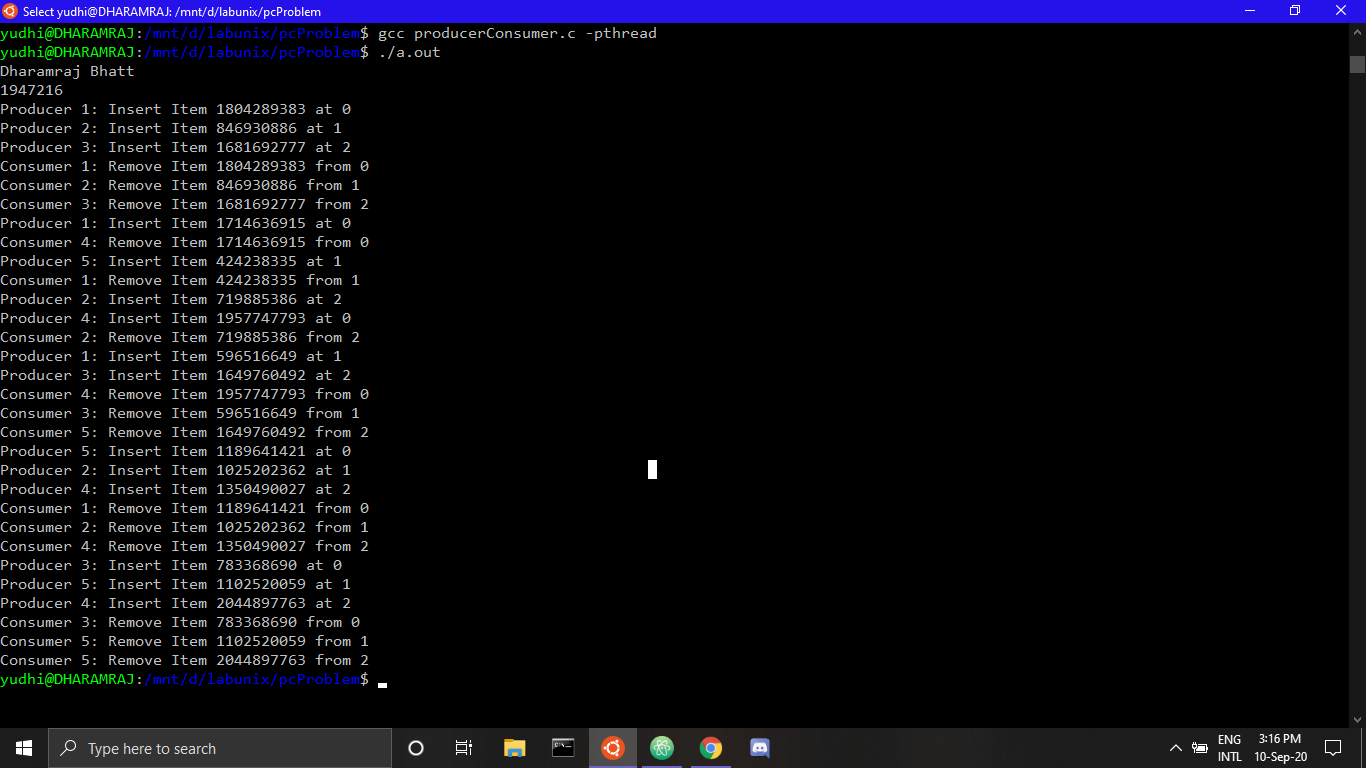 Select yudhi@DHARAMRAJ: /mnt/d/labunix/pcProblem
yudhi@DHARAMRAJ:/mnt/d/labunix/pcProblem$ gcc producerConsumer.c -pthread
yudhi@DHARAMRAJ:/mnt/d/labunix/pcProblem$ ./a.out
Dharamraj Bhatt
1947216
Producer 1: Insert Item 1804289383 at 0
Producer 2: Insert Item 846930886 at 1
Producer 3: Insert Item 1681692777 at 2
Consumer 1: Remove Item 1804289383 from 0
Consumer 2: Remove Item 846930886 from 1
Consumer 3: Remove Item 1681692777 from 2
Producer 1: Insert Item 1714636915 at 0
Consumer 4: Remove Item 1714636915 from 0
Producer 5: Insert Item 424238335 at 1
Consumer 1: Remove Item 424238335 from 1
Producer 2: Insert Item 719885386 at 2
Producer 4: Insert Item 1957747793 at 0
Consumer 2: Remove Item 719885386 from 2
Producer 1: Insert Item 596516649 at 1
Producer 3: Insert Item 1649760492 at 2
Consumer 4: Remove Item 1957747793 from 0
Consumer 3: Remove Item 596516649 from 1
Consumer 5: Remove Item 1649760492 from 2
Producer 5: Insert Item 1189641421 at 0
Producer 2: Insert Item 1025202362 at 1
Producer 4: Insert Item 1350490027 at 2
Consumer 1: Remove Item 1189641421 from 0
Consumer 2: Remove Item 1025202362 from 1
Consumer 4: Remove Item 1350490027 from 2
Producer 3: Insert Item 783368690 at 0
Producer 5: Insert Item 1102520059 at 1
Producer 4: Insert Item 2044897763 at 2
Consumer 3: Remove Item 783368690 from 0
Consumer 5: Remove Item 1102520059 from 1
Consumer 5: Remove Item 2044897763 from 2
yudhi@DHARAMRAJ:/mnt/d/labunix/pcProblem$
Type here to search
ENG
INTL
3:16 PM
10-Sep-20